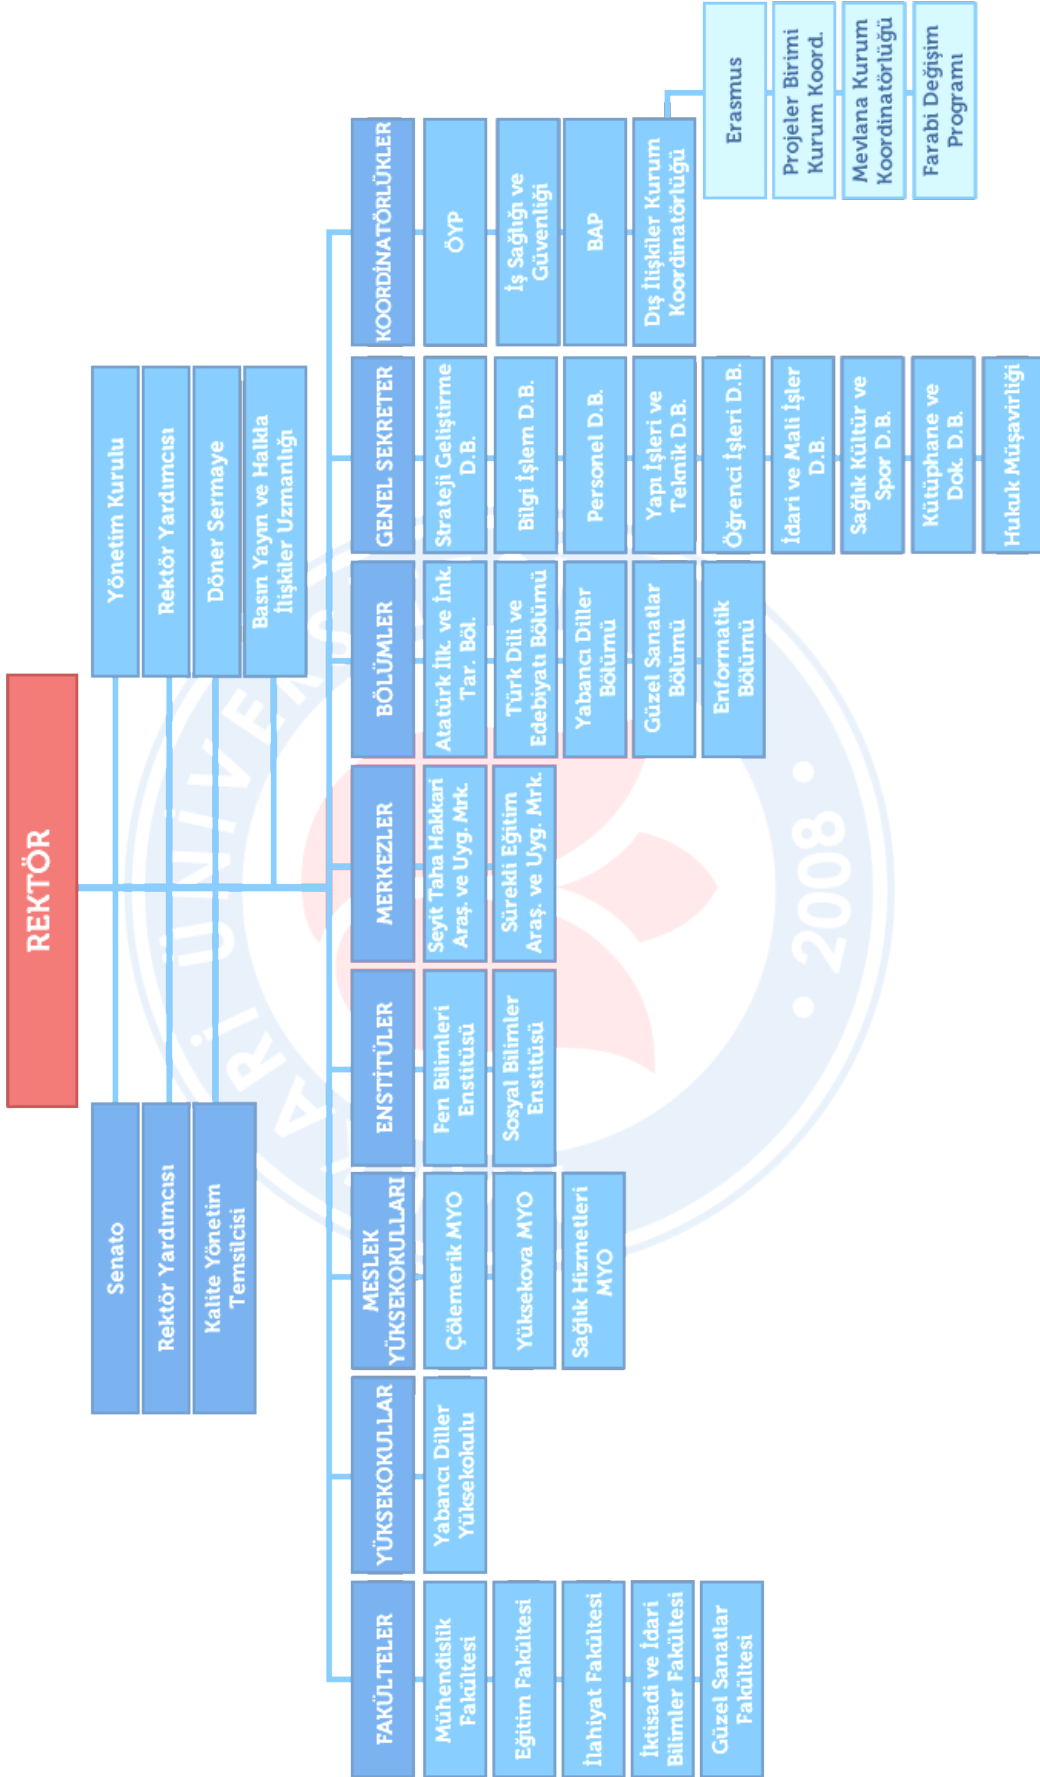 REKTÖR
Senato
Rektör Yardımcısı
Kalite Yönetim
Temsilcisi
Yönetim Kurulu
Rektör Yardımcısı
Döner Sermaye
Basın Yayın ve Halkla
İlişkiler Uzmanlığı
FAKÜLTELER
Mühendislik
Fakültesi
Eğitim Fakültesi
İlahiyat Fakültesi
İktisadi ve İdari
Bilimler Fakültesi
Güzel Sanatlar
Fakültesi
YÜKSEKOKULLAR
Yabancı Diller
Yüksekokulu
MESLEK
YÜKSEKOKULLARI
Çölemerik MYO
Yüksekova MYO
Sağlık Hizmetleri
MYO
ENSTİTÜLER
Fen Bilimleri
Enstitüsü
Sosyal Bilimler
Enstitüsü
MERKEZLER
Seyit Taha Hakkari
Araş. ve Uyg. Mrk.
Sürekli Eğitim
Araş. ve Uyg. Mrk.
BÖLÜMLER
Atatürk İlk. ve İnk.
Tar. Böl.
Türk Dili ve
Edebiyatı Bölümü
Yabancı Diller
Bölümü
Güzel Sanatlar
Bölümü
Enformatik
Bölümü
GENEL SEKRETER
Strateji Geliştirme
D.B.
Bilgi İşlem D.B.
Personel D.B.
Yapı İşleri ve
Teknik D.B.
Öğrenci İşleri D.B.
İdari ve Mali İşler
D.B.
Sağlık Kültür ve
Spor D.B.
Kütüphane ve
Dok. D.B.
Hukuk Müşavirliği
KOORDİNATÖRLÜKLER
ÖYP
İş Sağlığı ve
Güvenliği
BAP
Dış İlişkiler Kurum
Koordinatörlüğü
Erasmus
Projeler Birimi
Kurum Koord.
Mevlana Kurum
Koordinatörlüğü
Farabi Değişim
Programı
KARİ ÜNİVERS
• 2008 •